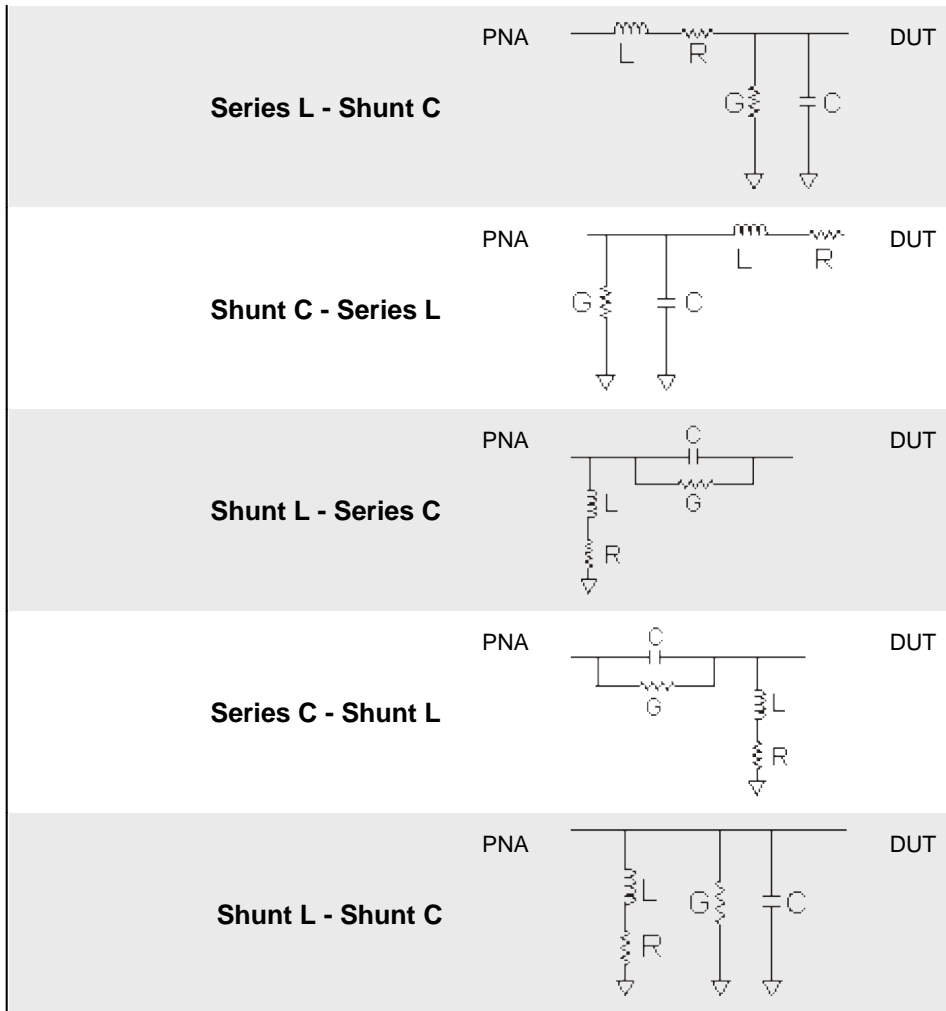 PNA DUT
L R
Series L - Shunt C
G C
PNA DUT
L R
Shunt C - Series L
G C
PNA C DUT
Shunt L - Series C
L G
R
PNA C DUT
Series C - Shunt L
G L
R
PNA DUT
Shunt L - Shunt C
L G C
R